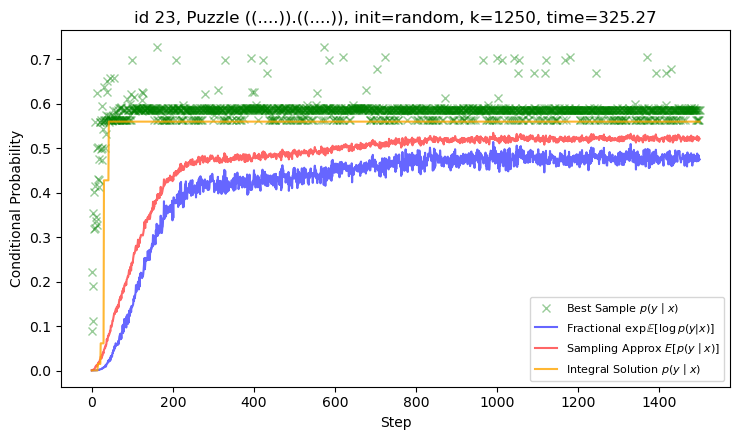 id 23, Puzzle ((....)).((....)), init=random, k=1250, time=325.27
Conditional Probability
0.7
0.6
0.5
0.4
0.3
0.2
0.1
0.0
Best Sample p(y | x)
Fractional exp 𝔼[log p(y|x)]
Sampling Approx E[p(y | x)]
Integral Solution p(y | x)
0 200 400 600 800 1000 1200 1400
Step